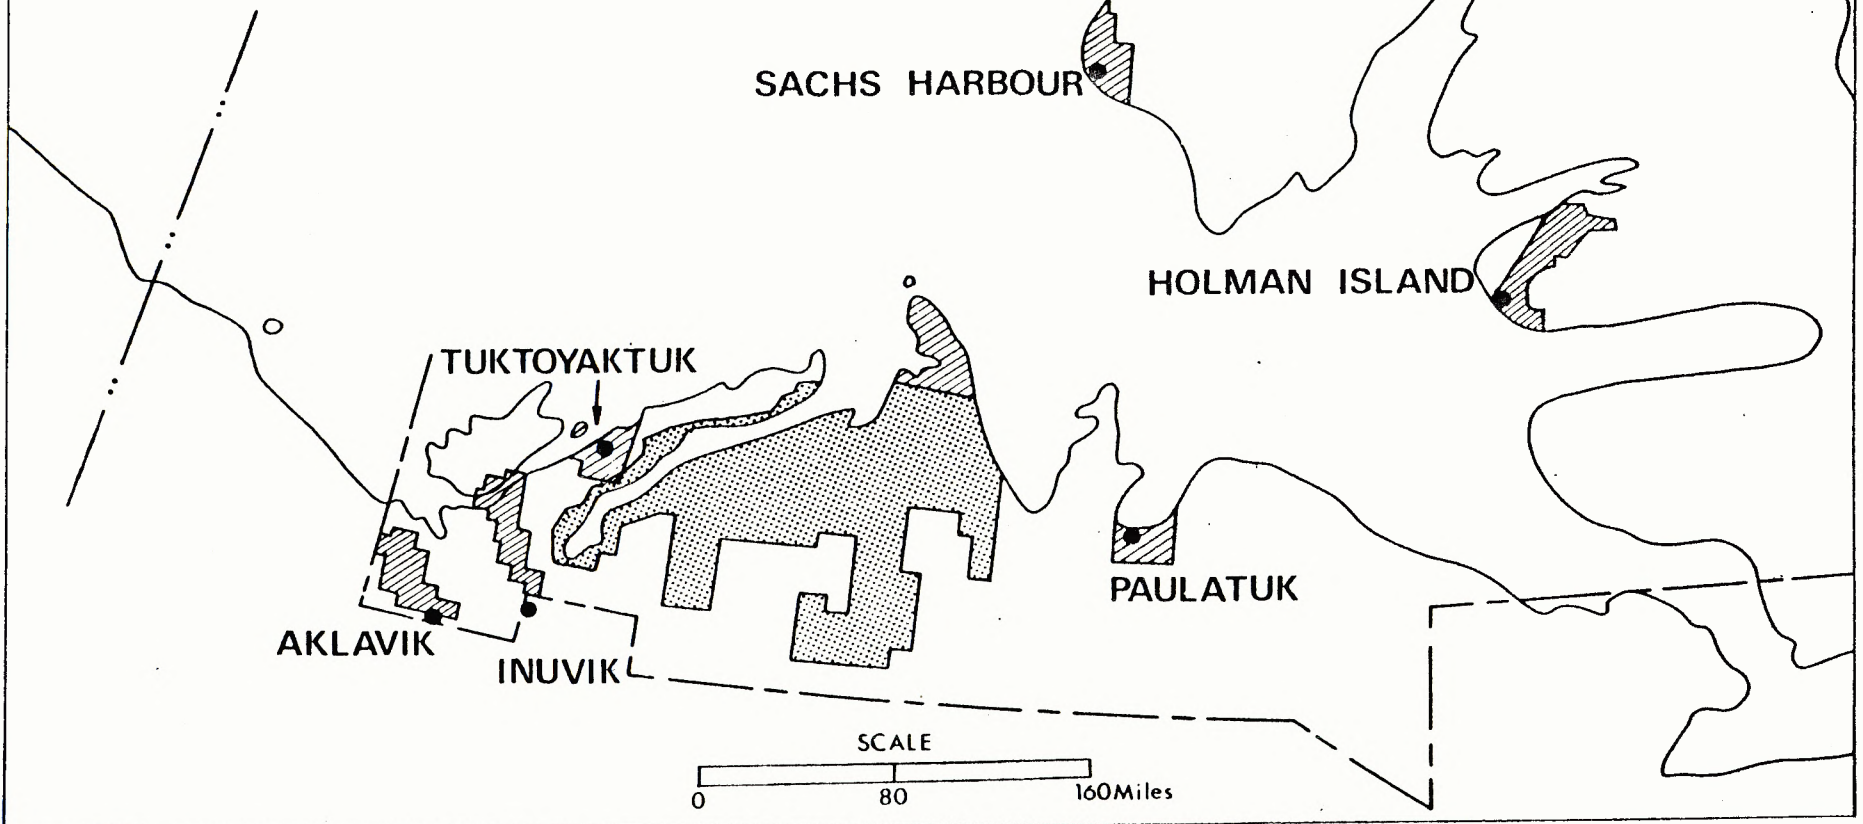 SACHS HARBOUR
HOLMAN ISLAND
TUKTOYAKTUK
PAULATUK
AKLAVIK
INUVIK
SCALE
0 80 160Miles